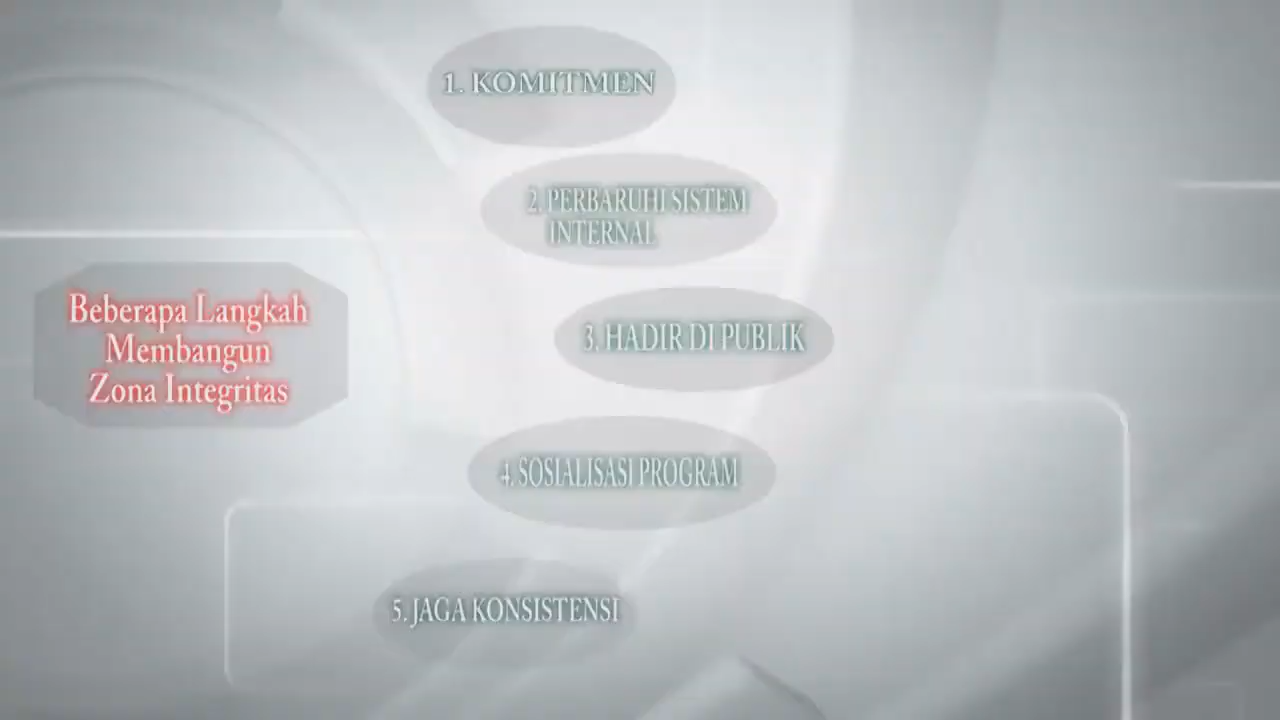 Beberapa Langkah
Membangun
Zona Integritas
1. KOMITMEN
2. PERBARUHI SISTEM
INTERNAL
3. HADIR DI PUBLIK
4. SOSIALISASI PROGRAM
5. JAGA KONSISTENSI